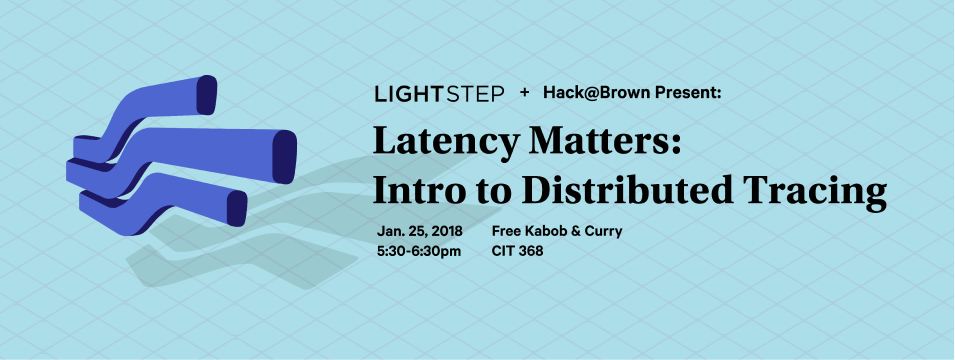 LIGHTSTEP + Hack@Brown Present:
Latency Matters:
Intro to Distributed Tracing
Jan. 25, 2018 Free Kabob & Curry
5:30-6:30pm CIT 368